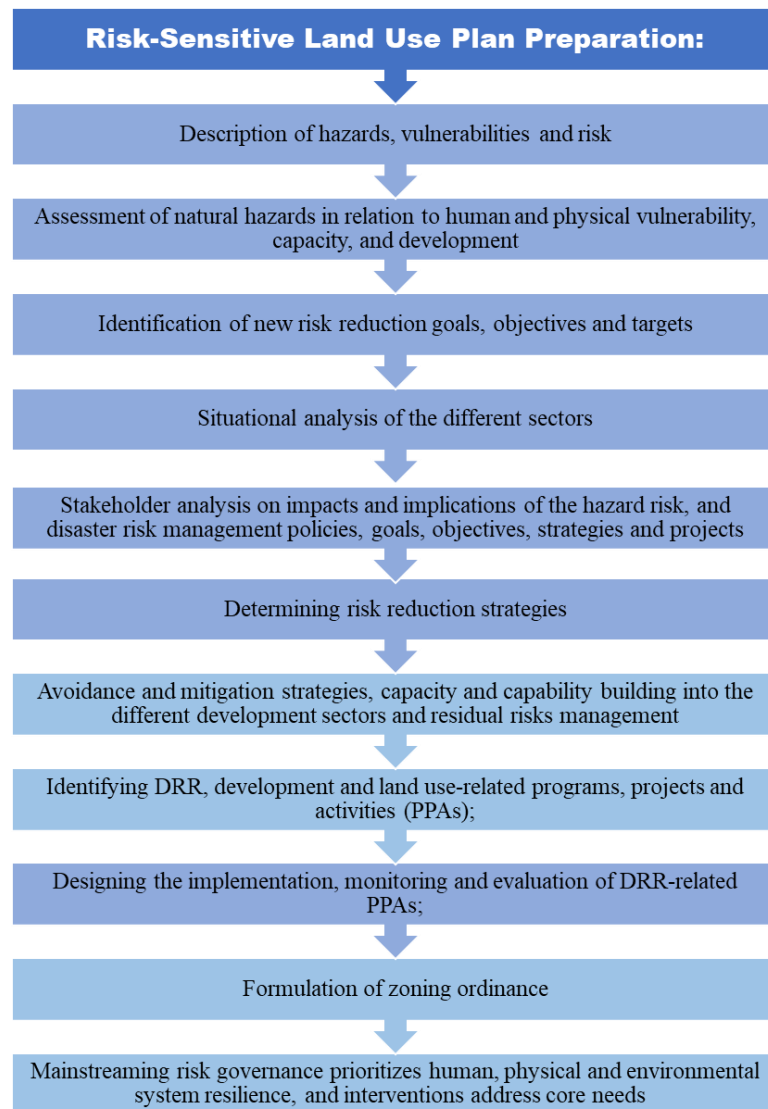 Risk-Sensitive Land Use Plan Preparation:
Description of hazards, vulnerabilities and risk
Assessment of natural hazards in relation to human and physical vulnerability,
capacity, and development
Identification of new risk reduction goals, objectives and targets
Situational analysis of the different sectors
Stakeholder analysis on impacts and implications of the hazard risk, and
disaster risk management policies, goals, objectives, strategies and projects
Determining risk reduction strategies
Avoidance and mitigation strategies, capacity and capability building into the
different development sectors and residual risks management
Identifying DRR, development and land use-related programs, projects and
activities (PPAs);
Designing the implementation, monitoring and evaluation of DRR-related
PPAs;
Formulation of zoning ordinance
Mainstreaming risk governance prioritizes human, physical and environmental
system resilience, and interventions address core needs